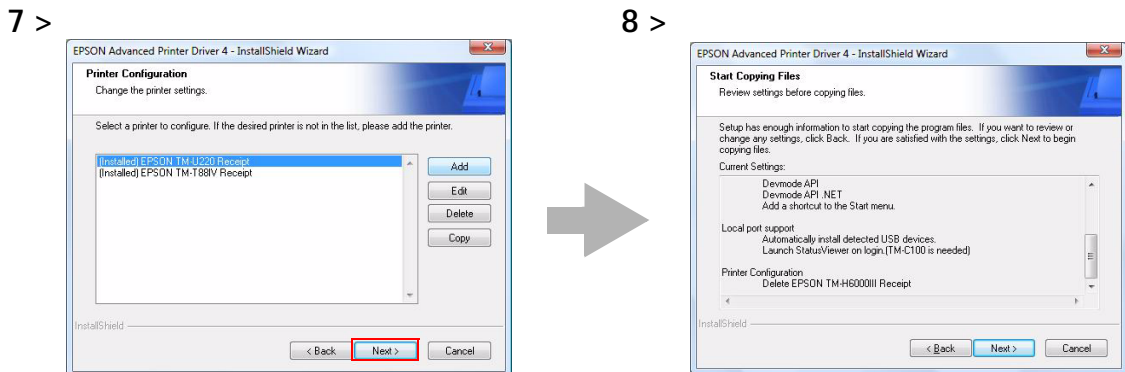 7 >
EPSON Advanced Printer Driver 4 - InstallShield Wizard
Printer Configuration
Change the printer settings.
Select a printer to configure. If the desired printer is not in the list, please add the printer.
(Installed) EPSON TM-U220 Receipt
(Installed) EPSON TM-T88IV Receipt
Add
Edit
Delete
Copy
InstallShield
< Back
Next >
Cancel
8 >
EPSON Advanced Printer Driver 4 - InstallShield Wizard
Start Copying Files
Review settings before copying files.
Setup has enough information to start copying the program files. If you want to review or
change any settings, click Back. If you are satisfied with the settings, click Next to begin
copying files.
Current Settings:
Devmode API
Devmode API .NET
Add a shortcut to the Start menu.
Local port support
Automatically install detected USB devices.
Launch StatusViewer on login.(TM-C100 is needed)
Printer Configuration
Delete EPSON TM-H6000III Receipt
InstallShield
< Back
Next >
Cancel